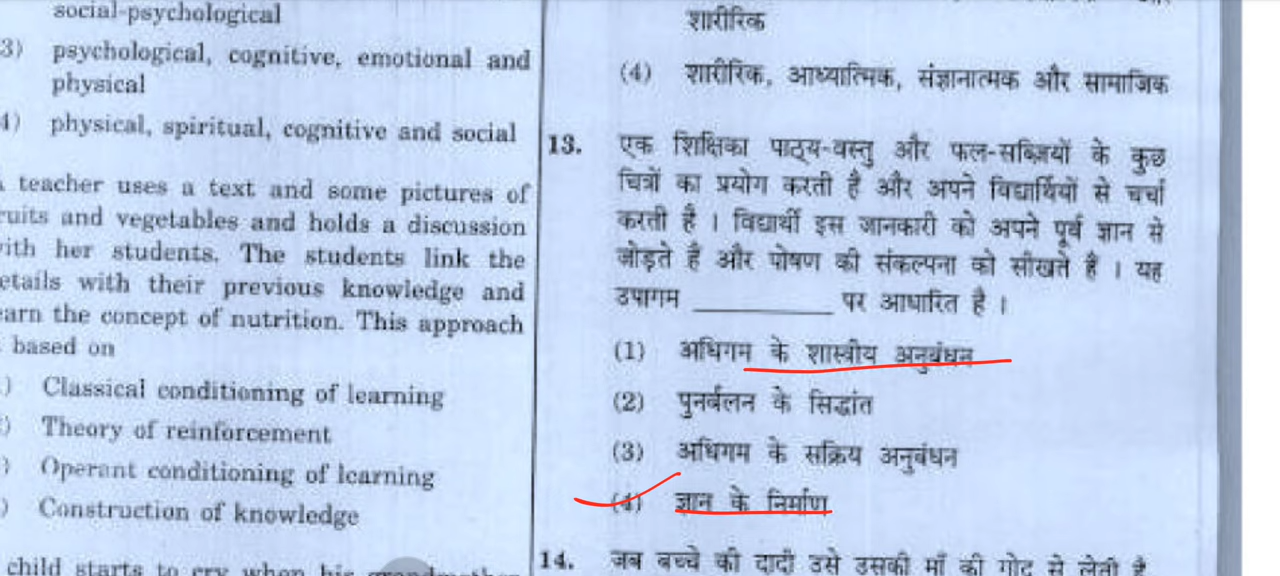 social-psychological
3) psychological, cognitive, emotional and
physical
4) physical, spiritual, cognitive and social
teacher uses a text and some pictures of
ruits and vegetables and holds a discussion
with her students. The students link the
etails with their previous knowledge and
earn the concept of nutrition. This approach
based on
) Classical conditioning of learning
) Theory of reinforcement
) Operant conditioning of learning
) Construction of knowledge
child starts to cry when his grandmother
शारीरिक
(4) शारीरिक, आध्यात्मिक, संज्ञानात्मक और सामाजिक
13. एक शिक्षिका पाठ्य-वस्तु और फल-सब्ज़ियों के कुछ
चित्रों का प्रयोग करती है और अपने विद्यार्थियों से चर्चा
करती है । विद्यार्थी इस जानकारी को अपने पूर्व ज्ञान से
जोड़ते हैं और पोषण की संकल्पना को सीखते हैं । यह
उपागम ____________ पर आधारित है ।
(1) अधिगम के शास्त्रीय अनुबंधन
(2) पुनर्बलन के सिद्धांत
(3) अधिगम के सक्रिय अनुबंधन
(4) ज्ञान के निर्माण
14. जब बच्चे की दादी उसे उसकी माँ की गोद से लेती है,